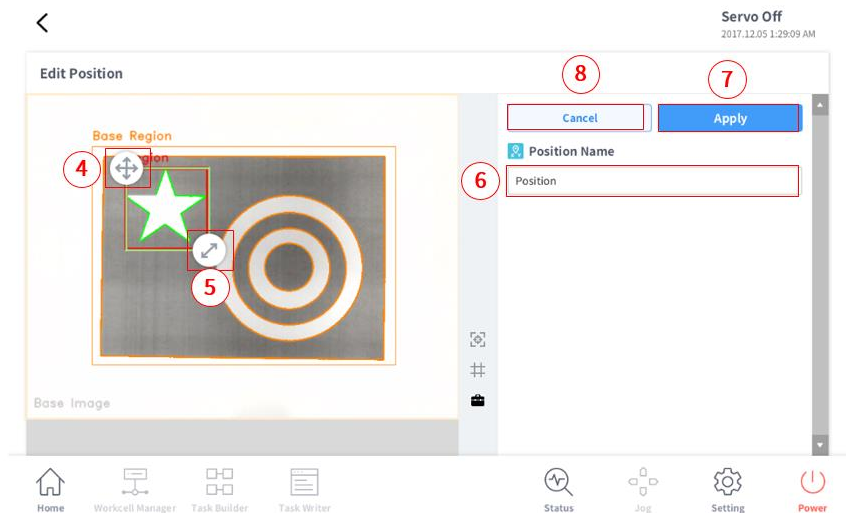 Servo Off
2017.12.05 1:29:09 AM
Edit Position
8
7
Cancel
Apply
Base Region
4
gion
Position Name
6
Position
5
Base Image
Home
Workcell Manager
Task Builder
Task Writer
Status
Jog
Setting
Power